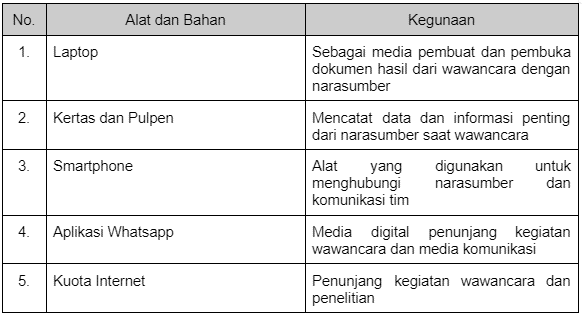 No. Alat dan Bahan Kegunaan
1. Laptop Sebagai media pembuat dan pembuka
dokumen hasil dari wawancara dengan
narasumber
2. Kertas dan Pulpen Mencatat data dan informasi penting
dari narasumber saat wawancara
3. Smartphone Alat yang digunakan untuk
menghubungi narasumber dan
komunikasi tim
4. Aplikasi Whatsapp Media digital penunjang kegiatan
wawancara dan media komunikasi
5. Kuota Internet Penunjang kegiatan wawancara dan
penelitian